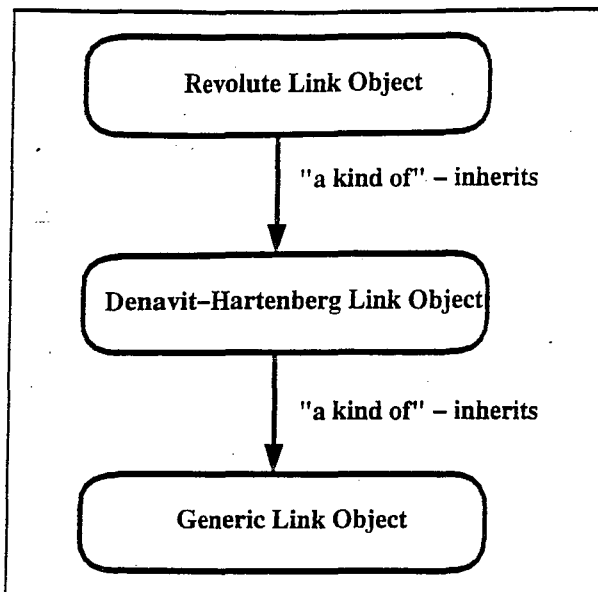 Revolute Link Object
"a kind of" – inherits
Denavit–Hartenberg Link Object
"a kind of" – inherits
Generic Link Object